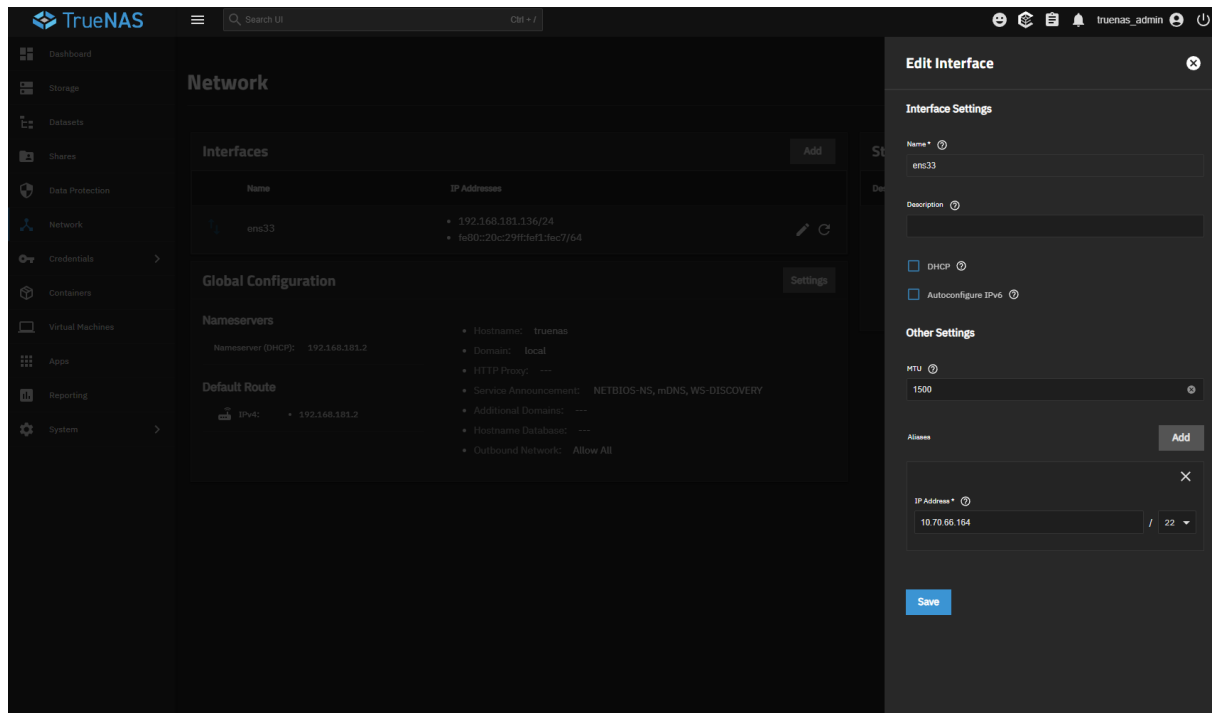 TrueNAS
Search UI
Ctrl + /
truenas_admin
Dashboard
Storage
Datasets
Shares
Data Protection
Network
Credentials
Containers
Virtual Machines
Apps
Reporting
System
Network
Interfaces
Add
Name
IP Addresses
ens33
• 192.168.181.136/24
• fe80::20c:29ff:fef1:fec7/64
Global Configuration
Settings
Nameservers
Nameserver (DHCP): 192.168.181.2
Default Route
IPv4: • 192.168.181.2
• Hostname: truenas
• Domain: local
• HTTP Proxy: ---
• Service Announcement: NETBIOS-NS, mDNS, WS-DISCOVERY
• Additional Domains: ---
• Hostname Database: ---
• Outbound Network: Allow All
St
De
Edit Interface
Interface Settings
Name *
ens33
Description
DHCP
Autoconfigure IPv6
Other Settings
MTU
1500
Aliases
Add
IP Address *
10.70.66.164 / 22
Save